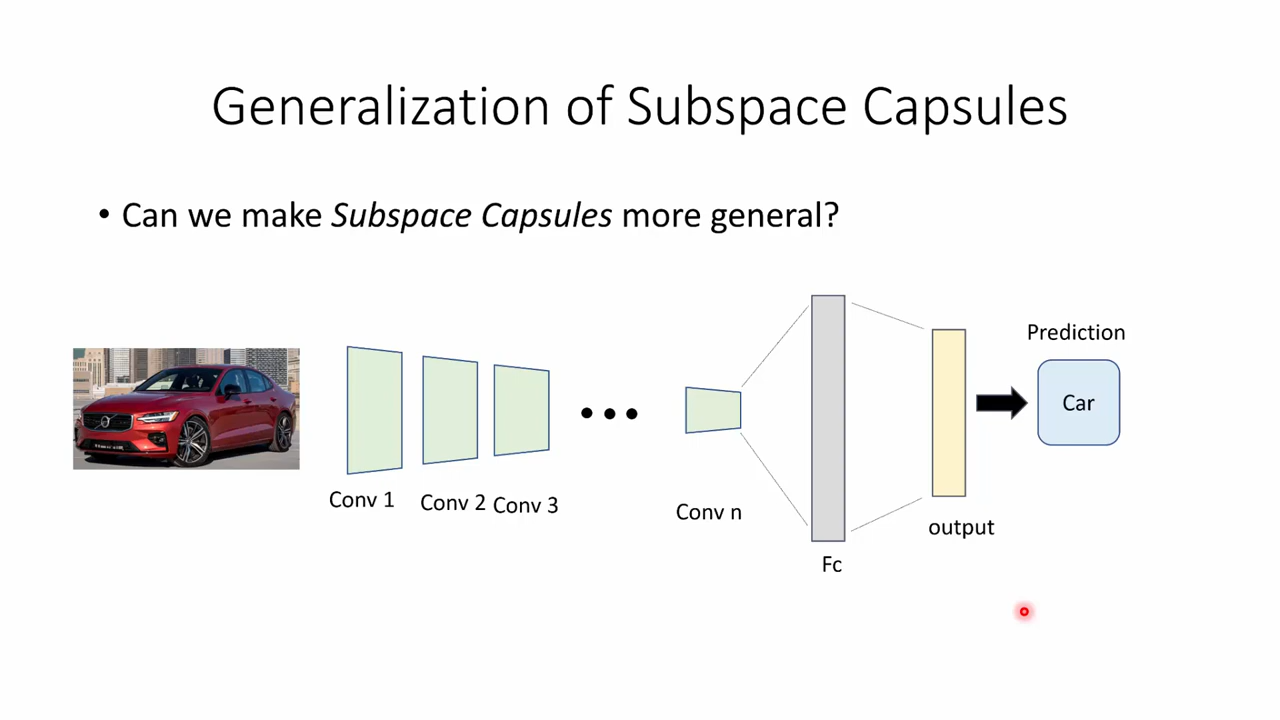 Generalization of Subspace Capsules
• Can we make Subspace Capsules more general?
Prediction
Car
Conv 1
Conv 2
Conv 3
Conv n
output
Fc